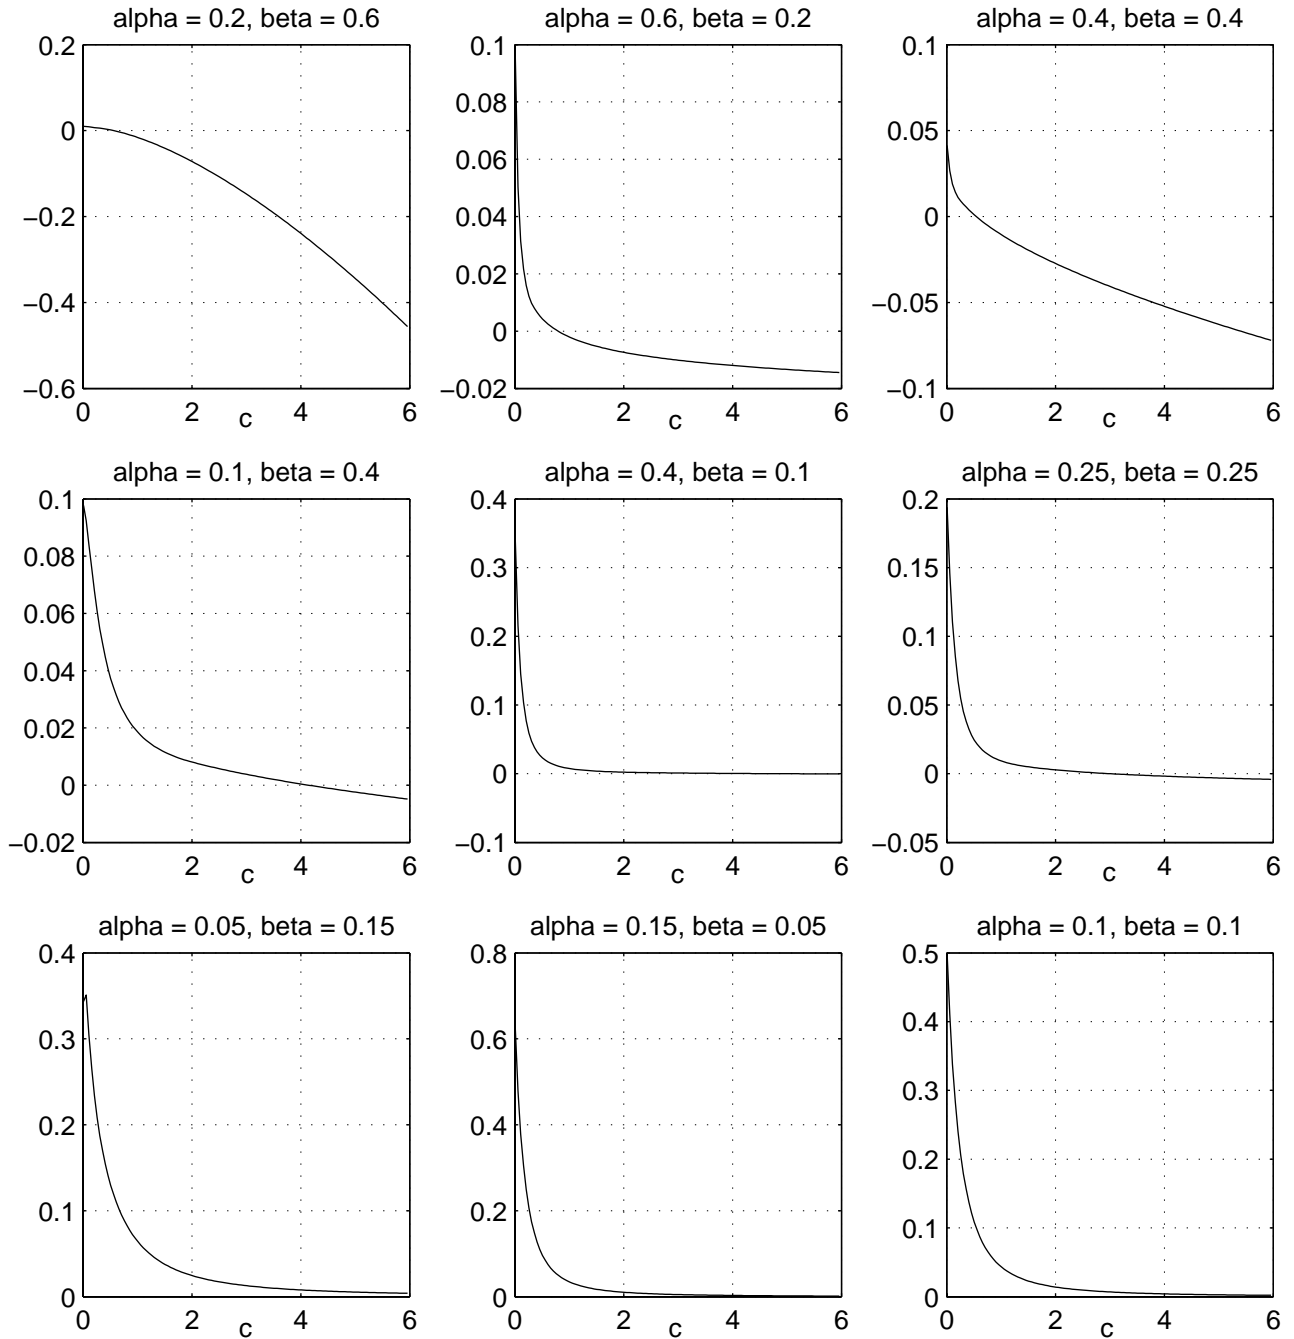 alpha = 0.2, beta = 0.6
0.2
0
−0.2
−0.4
−0.6
0 2 4 6
c
alpha = 0.6, beta = 0.2
0.1
0.08
0.06
0.04
0.02
0
−0.02
0 2 4 6
c
alpha = 0.4, beta = 0.4
0.1
0.05
0
−0.05
−0.1
0 2 4 6
c
alpha = 0.1, beta = 0.4
0.1
0.08
0.06
0.04
0.02
0
−0.02
0 2 4 6
c
alpha = 0.4, beta = 0.1
0.4
0.3
0.2
0.1
0
−0.1
0 2 4 6
c
alpha = 0.25, beta = 0.25
0.2
0.15
0.1
0.05
0
−0.05
0 2 4 6
c
alpha = 0.05, beta = 0.15
0.4
0.3
0.2
0.1
0
0 2 4 6
c
alpha = 0.15, beta = 0.05
0.8
0.6
0.4
0.2
0
0 2 4 6
c
alpha = 0.1, beta = 0.1
0.5
0.4
0.3
0.2
0.1
0
0 2 4 6
c